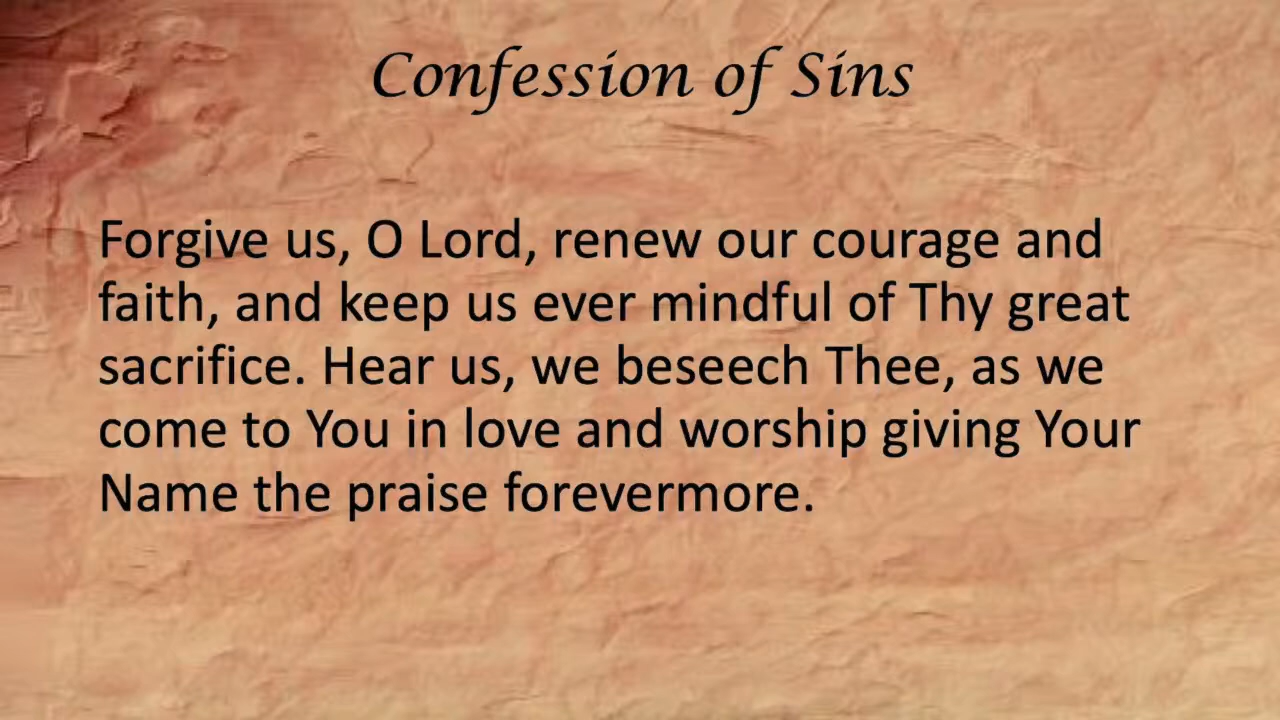 Confession of Sins
Forgive us, O Lord, renew our courage and
faith, and keep us ever mindful of Thy great
sacrifice. Hear us, we beseech Thee, as we
come to You in love and worship giving Your
Name the praise forevermore.